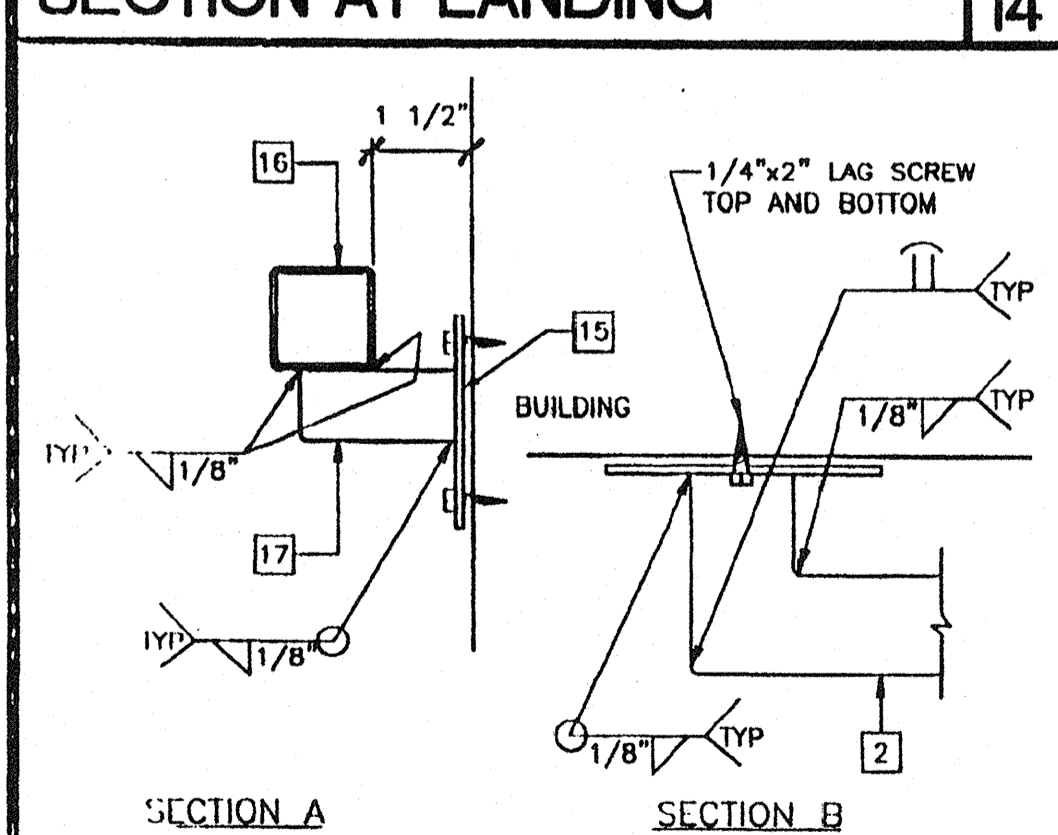 SECTION AT LANDING
14
1 1/2"
16
15
TYP
1/8"
17
TYP
1/8"
1/4"x2" LAG SCREW
TOP AND BOTTOM
TYP
1/8"
TYP
BUILDING
1/8"
TYP
2
SECTION A
SECTION B